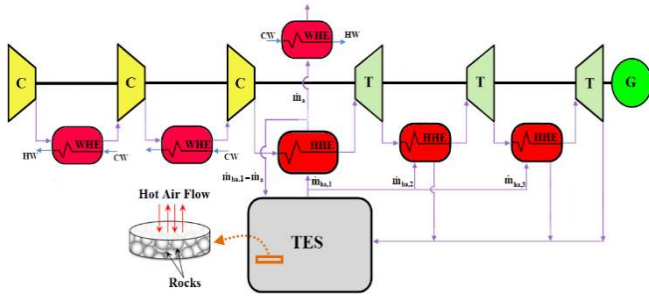 CW
WHE
HW
C
C
C
T
T
T
G
ṁa
WHE
HW
CW
WHE
CW
HHE
HHE
HHE
ṁha,1-ṁa
ṁha,1
ṁha,2
ṁha,3
Hot Air Flow
TES
Rocks